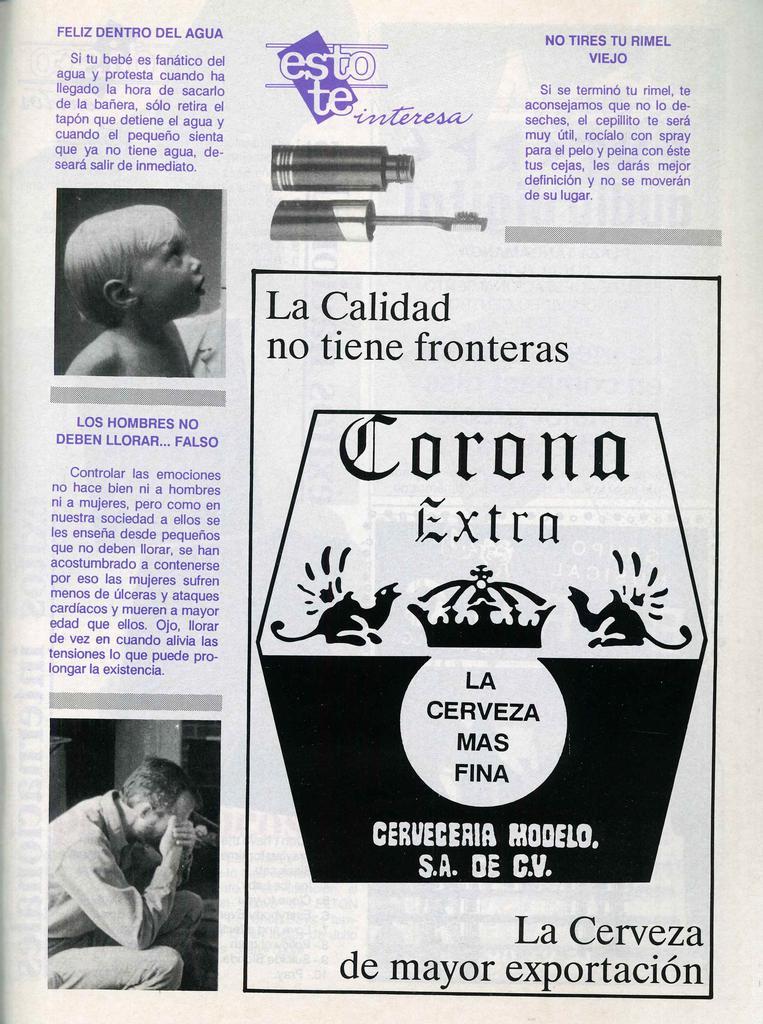 FELIZ DENTRO DEL AGUA
Si tu bebé es fanático del
agua y protesta cuando ha
llegado la hora de sacarlo
de la bañera, sólo retira el
tapón que detiene el agua y
cuando el pequeño sienta
que ya no tiene agua, de-
seará salir de inmediato.
LOS HOMBRES NO
DEBEN LLORAR... FALSO
Controlar las emociones
no hace bien ni a hombres
ni a mujeres, pero como en
nuestra sociedad a ellos se
les enseña desde pequeños
que no deben llorar, se han
acostumbrado a contenerse
por eso las mujeres sufren
menos de úlceras y ataques
cardíacos y mueren a mayor
edad que ellos. Ojo, llorar
de vez en cuando alivia las
tensiones lo que puede pro-
longar la existencia.
esto
te
interesa
NO TIRES TU RIMEL
VIEJO
Si se terminó tu rimel, te
aconsejamos que no lo de-
seches, el cepillito te será
muy útil, rocíalo con spray
para el pelo y peina con éste
tus cejas, les darás mejor
definición y no se moverán
de su lugar.
La Calidad
no tiene fronteras
Corona
Extra
LA
CERVEZA
MAS
FINA
CERVECERIA MODELO,
S.A. DE C.V.
La Cerveza
de mayor exportación